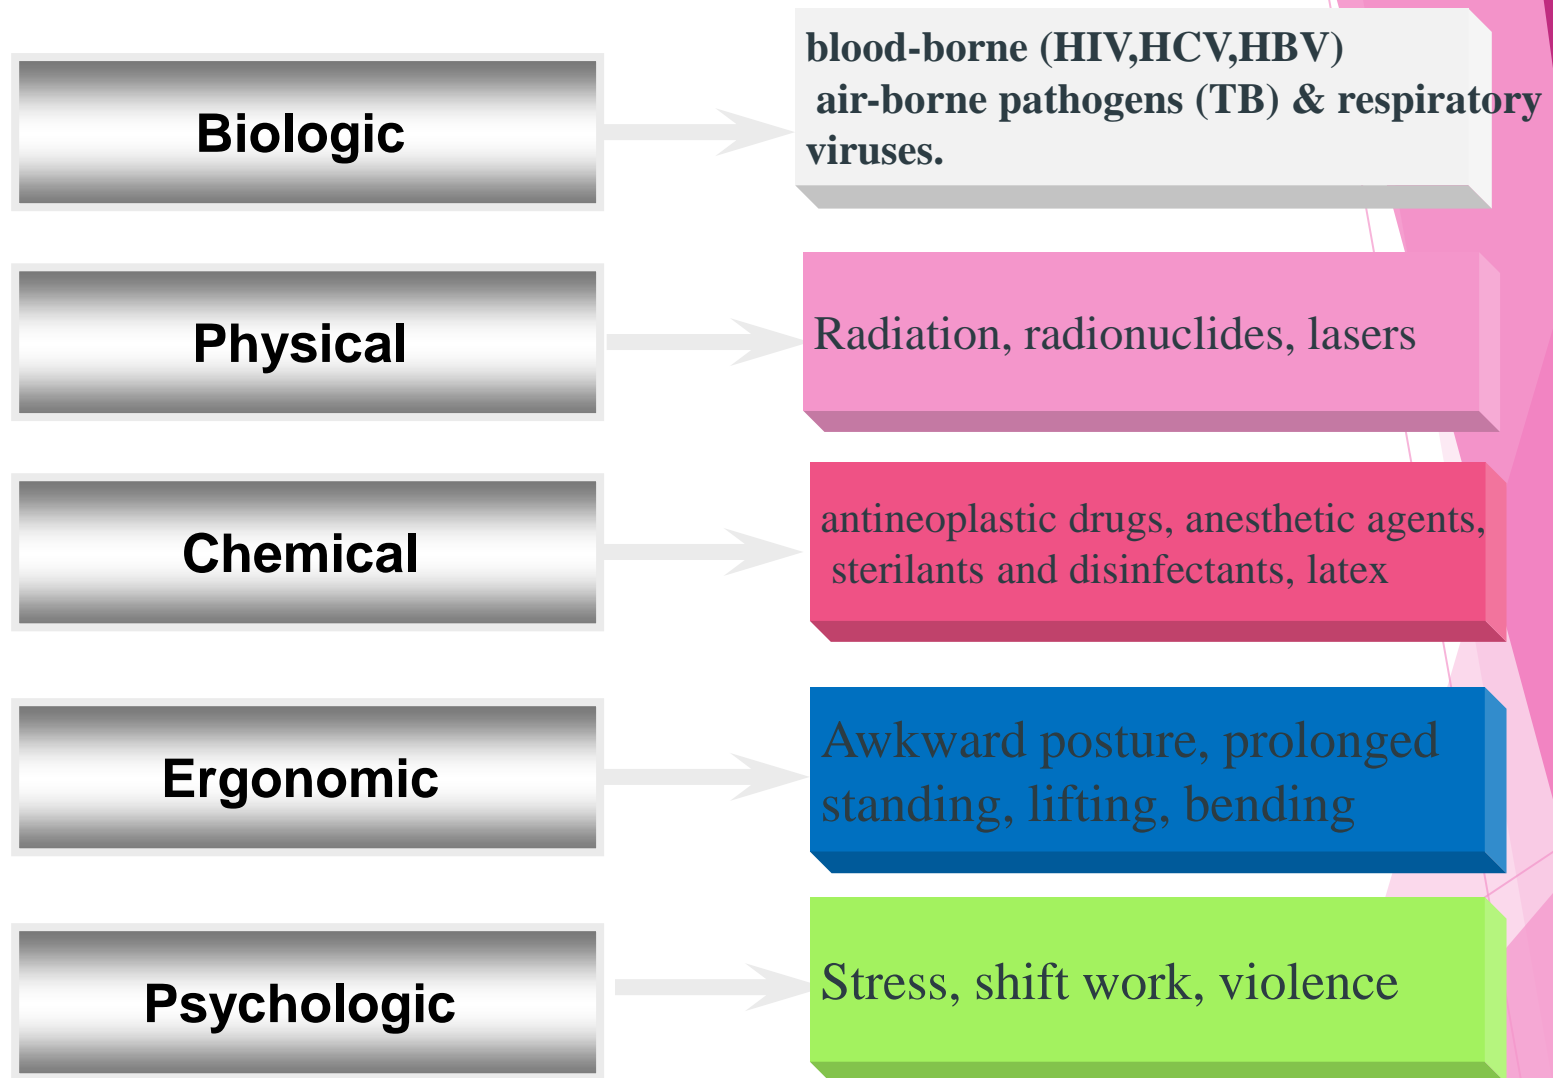 Biologic
blood-borne (HIV,HCV,HBV)
air-borne pathogens (TB) & respiratory
viruses.
Physical
Radiation, radionuclides, lasers
Chemical
antineoplastic drugs, anesthetic agents,
sterilants and disinfectants, latex
Ergonomic
Awkward posture, prolonged
standing, lifting, bending
Psychologic
Stress, shift work, violence